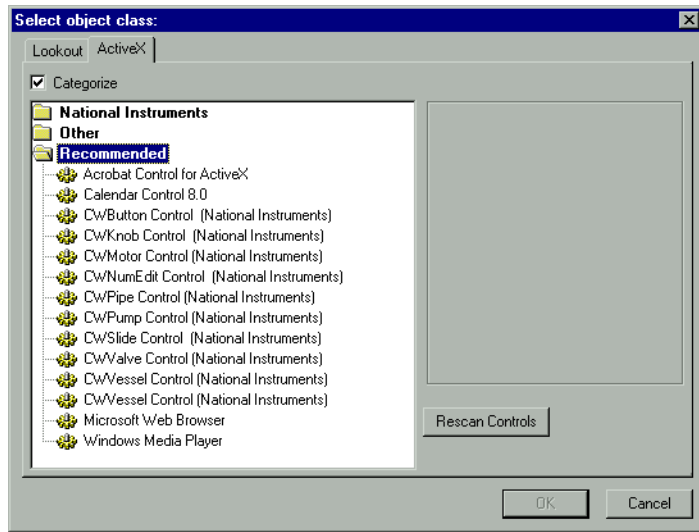 Select object class:
Lookout ActiveX
Categorize
National Instruments
Other
Recommended
Acrobat Control for ActiveX
Calendar Control 8.0
CWButton Control (National Instruments)
CWKnob Control (National Instruments)
CWMotor Control (National Instruments)
CWNumEdit Control (National Instruments)
CWPipe Control (National Instruments)
CWPump Control (National Instruments)
CWSlide Control (National Instruments)
CWValve Control (National Instruments)
CWVessel Control (National Instruments)
CWVessel Control (National Instruments)
Microsoft Web Browser
Windows Media Player
Rescan Controls
OK Cancel